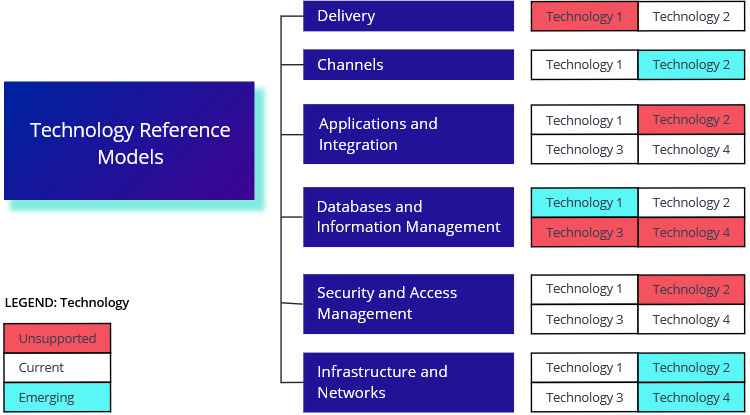 Technology Reference
Models
Delivery
Technology 1 Technology 2
Channels
Technology 1 Technology 2
Applications and
Integration
Technology 1 Technology 2
Technology 3 Technology 4
Databases and
Information Management
Technology 1 Technology 2
Technology 3 Technology 4
Security and Access
Management
Technology 1 Technology 2
Technology 3 Technology 4
Infrastructure and
Networks
Technology 1 Technology 2
Technology 3 Technology 4
LEGEND: Technology
Unsupported
Current
Emerging